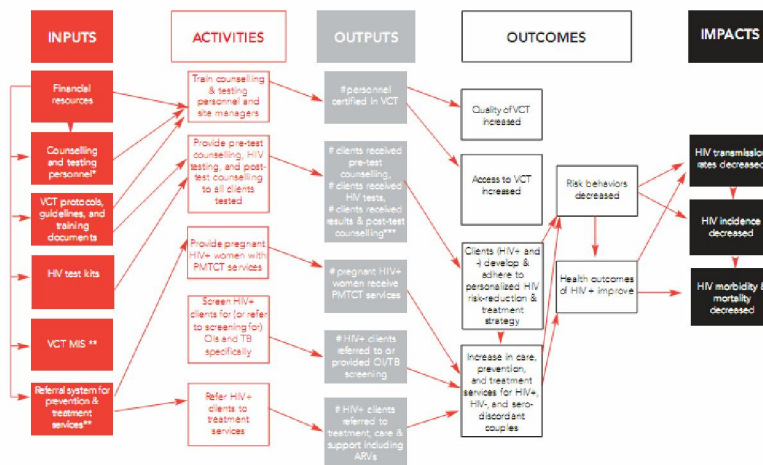 INPUTS
Financial
resources
Counselling
and testing
personnel*
VCT protocols,
guidelines, and
training
documents
HIV test kits
VCT MIS **
Referral system for
prevention &
treatment
services**
ACTIVITIES
Train counselling
& testing
personnel and
site managers
Provide pre-test
counselling, HIV
testing, and post-
test counselling to
all clients
tested
Provide pregnant
HIV+ women with
PMTCT services
Screen HIV+
clients for (or refer
to screening for)
OIs and TB
specifically
Refer HIV+
clients to
treatment
services
OUTPUTS
# personnel
certified in VCT
# clients received
pre-test
counselling,
# clients received
HIV tests,
# clients received
results & post-test
counselling***
# pregnant HIV+
women receive
PMTCT services
# HIV+ clients
referred to or
provided OI/TB
screening
# HIV+ clients
referred to
treatment, care &
support including
ARVs
OUTCOMES
Quality of VCT
increased
Access to VCT
increased
Clients (HIV+ and
-) develop &
adhere to
personalized HIV
risk-reduction &
treatment
strategy
Increase in care,
prevention,
and treatment
services for HIV+,
HIV-, and sero-
discordant
couples
Risk behaviors
decreased
Health outcomes
of HIV + improve
IMPACTS
HIV transmission
rates decreased
HIV incidence
decreased
HIV morbidity &
mortality
decreased